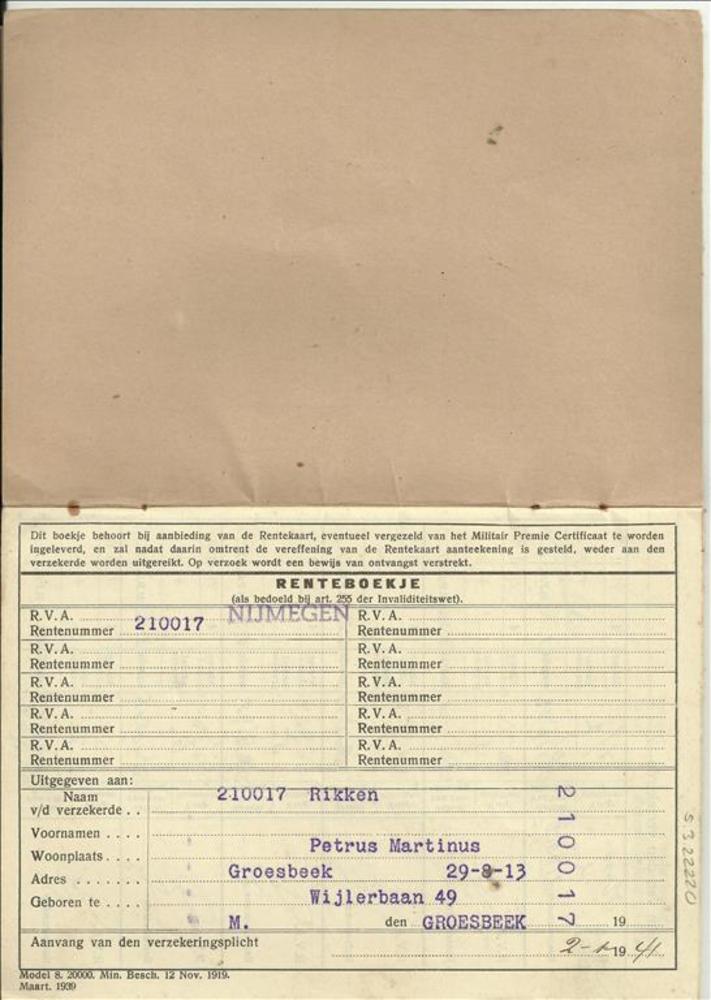 Dit boekje behoort bij aanbieding van de Rentekaart, eventueel vergezeld van het Militair Premie Certificaat te worden
ingeleverd, en zal nadat daarin omtrent de vereffening van de Rentekaart aanteekening is gesteld, weder aan den
verzekerde worden uitgereikt. Op verzoek wordt een bewijs van ontvangst verstrekt.
RENTEBOEKJE
(als bedoeld bij art. 255 der Invaliditeitswet).
R.V.A. NIJMEGEN R.V.A.
Rentenummer 210017 Rentenummer
R.V.A. R.V.A.
Rentenummer Rentenummer
R.V.A. R.V.A.
Rentenummer Rentenummer
R.V.A. R.V.A.
Rentenummer Rentenummer
R.V.A. R.V.A.
Rentenummer Rentenummer
Uitgegeven aan:
Naam 210017 Rikken
v/d verzekerde . .
Voornamen . . . .
Petrus Martinus
Woonplaats . . . .
Adres . . . . . . . Groesbeek 29-8-13
Geboren te . . . . Wijlerbaan 49
M. den GROESBEEK 19
210017
5322220
Aanvang van den verzekeringsplicht 2-1-1941
Model 8. 20000. Min. Besch. 12 Nov. 1919.
Maart. 1939